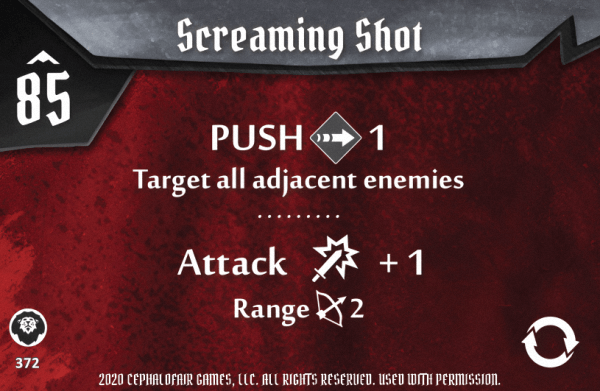 Screaming Shot
85
PUSH 1
Target all adjacent enemies
.........
Attack + 1
Range 2
372
2020 CEPHALOFAIR GAMES, LLC. ALL RIGHTS RESERVED. USED WITH PERMISSION.